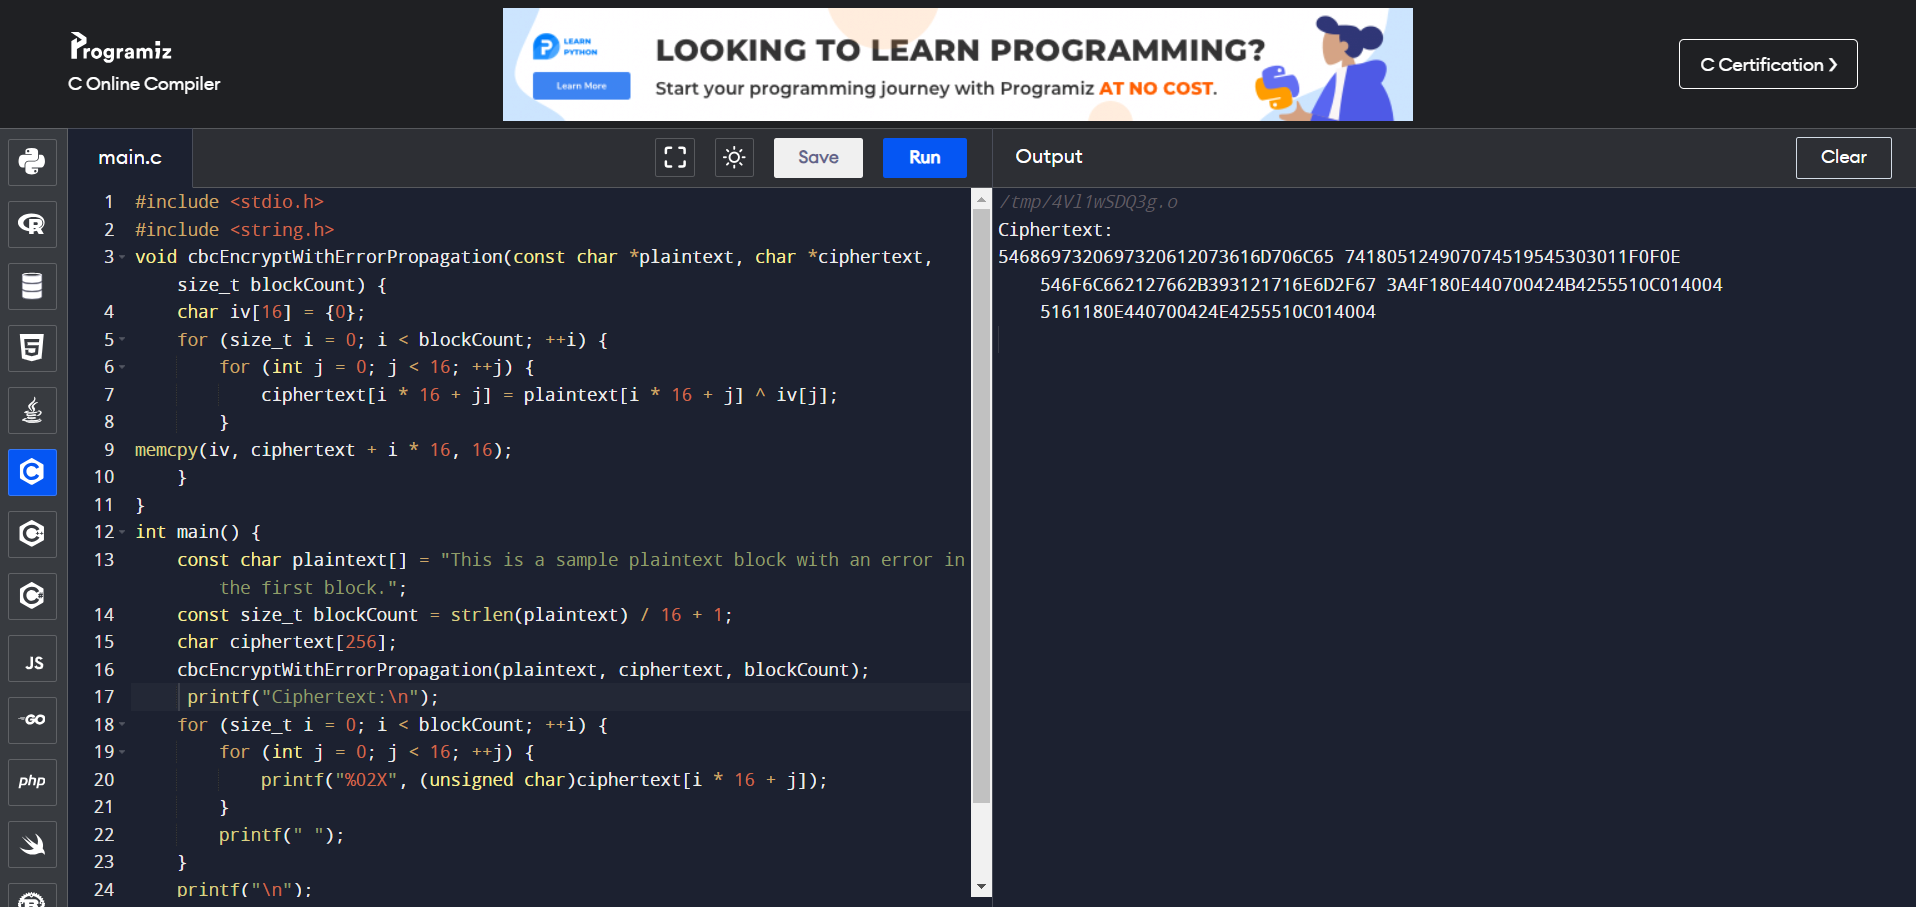 Programiz
C Online Compiler
LEARN
PYTHON
Learn More
LOOKING TO LEARN PROGRAMMING?
Start your programming journey with Programiz AT NO COST.
C Certification ❯
main.c
Save
Run
Output
Clear
JS
GO
php
1 #include <stdio.h>
2 #include <string.h>
3 void cbcEncryptWithErrorPropagation(const char *plaintext, char *ciphertext,
size_t blockCount) {
4 char iv[16] = {0};
5 for (size_t i = 0; i < blockCount; ++i) {
6 for (int j = 0; j < 16; ++j) {
7 ciphertext[i * 16 + j] = plaintext[i * 16 + j] ^ iv[j];
8 }
9 memcpy(iv, ciphertext + i * 16, 16);
10 }
11 }
12 int main() {
13 const char plaintext[] = "This is a sample plaintext block with an error in
the first block.";
14 const size_t blockCount = strlen(plaintext) / 16 + 1;
15 char ciphertext[256];
16 cbcEncryptWithErrorPropagation(plaintext, ciphertext, blockCount);
17 printf("Ciphertext:\n");
18 for (size_t i = 0; i < blockCount; ++i) {
19 for (int j = 0; j < 16; ++j) {
20 printf("%02X", (unsigned char)ciphertext[i * 16 + j]);
21 }
22 printf(" ");
23 }
24 printf("\n");
/tmp/4Vl1wSDQ3g.o
Ciphertext:
546869732069732061207361​6D706C65 741805124907074519545303011F0F0E
546F6C662127662B393121716E6D2F67 3A4F180E440700424B4255510C014004
5161180E440700424E4255510C014004